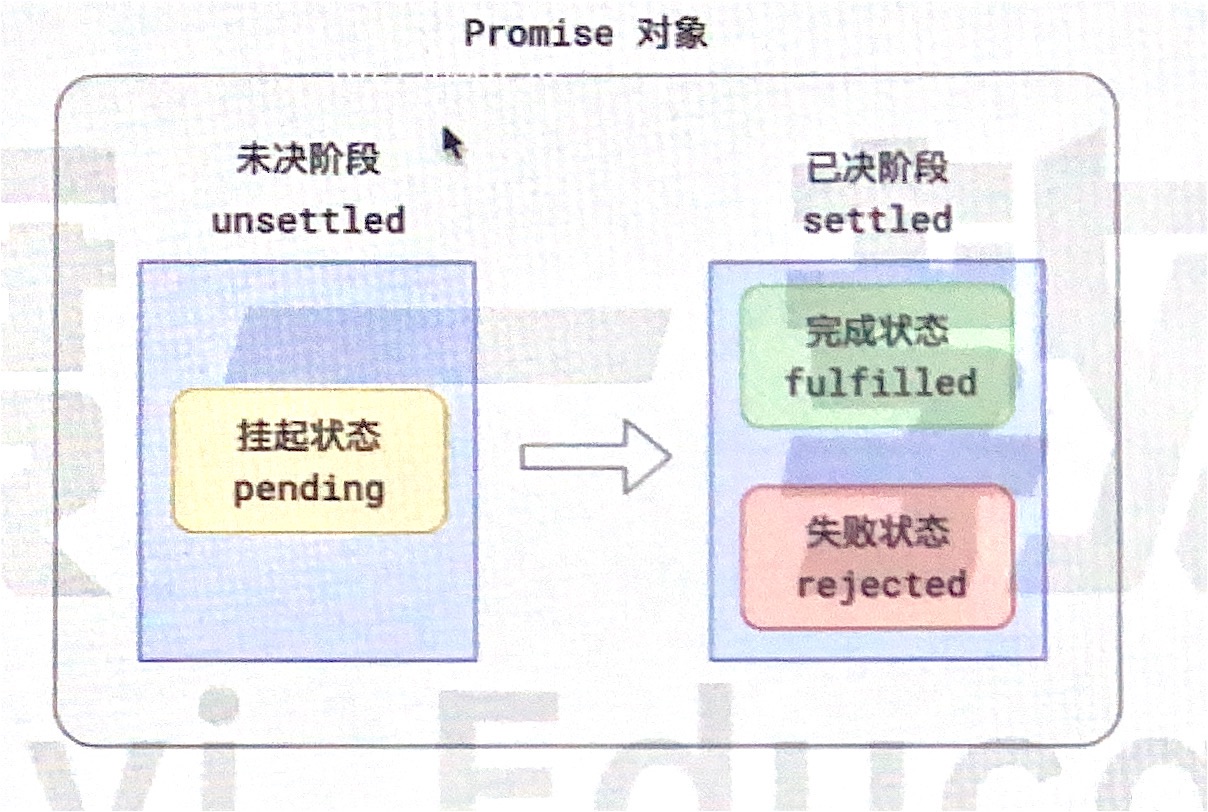 Promise 对象
未决阶段
unsettled
挂起状态
pending
已决阶段
settled
完成状态
fulfilled
失败状态
rejected